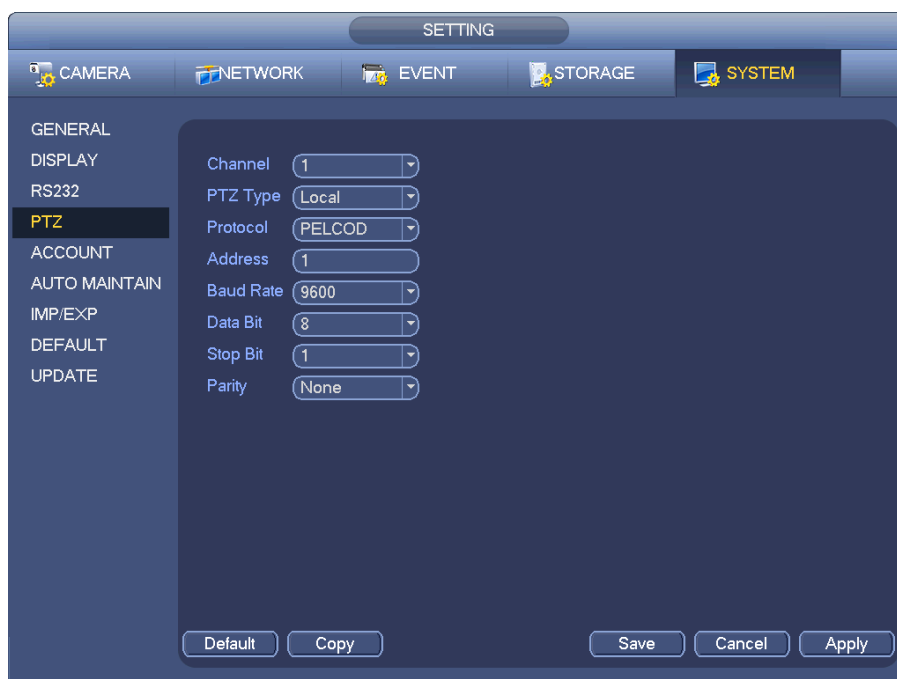 SETTING
CAMERA NETWORK EVENT STORAGE SYSTEM
GENERAL
DISPLAY
RS232
PTZ
ACCOUNT
AUTO MAINTAIN
IMP/EXP
DEFAULT
UPDATE
Channel 1
PTZ Type Local
Protocol PELCOD
Address 1
Baud Rate 9600
Data Bit 8
Stop Bit 1
Parity None
Default Copy Save Cancel Apply